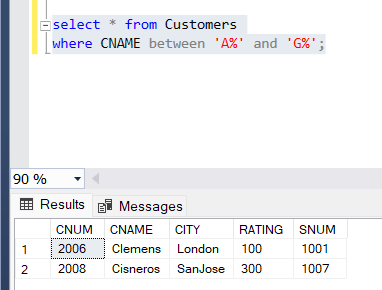 select * from Customers
where CNAME between 'A%' and 'G%';
90 %
Results Messages
CNUM CNAME CITY RATING SNUM
1 2006 Clemens London 100 1001
2 2008 Cisneros SanJose 300 1007